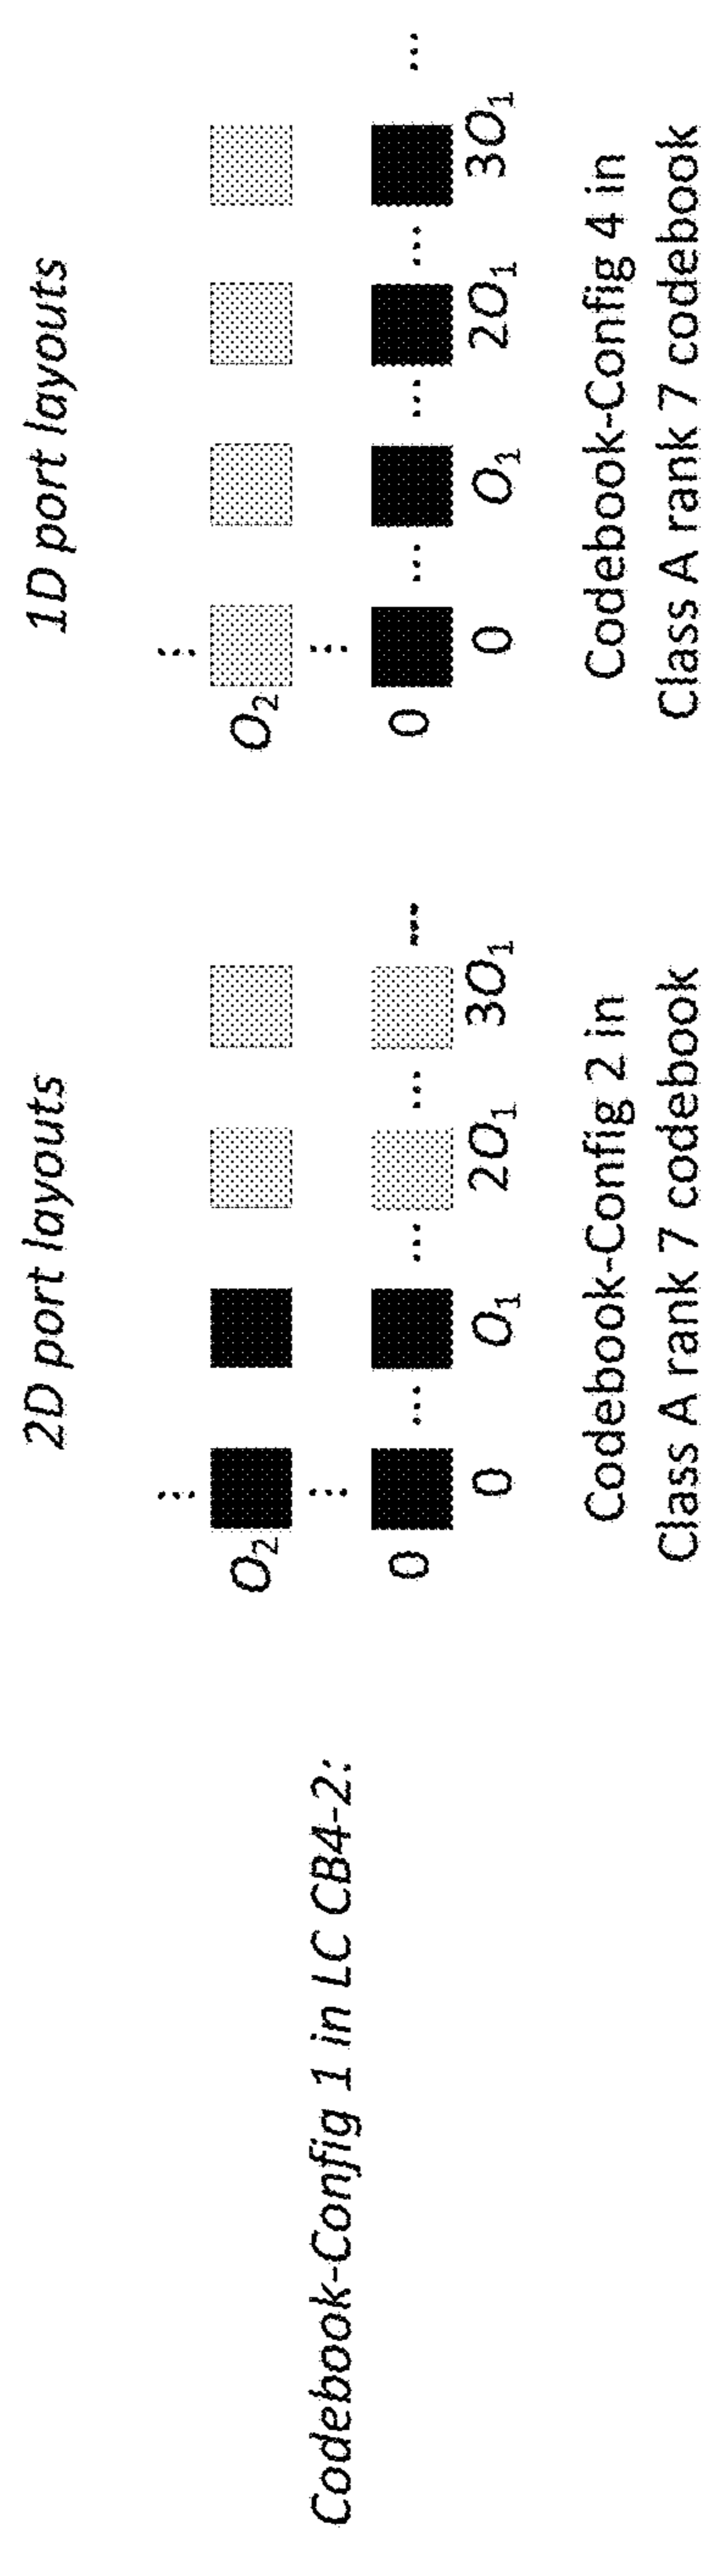 Codebook-Config 1 in LC CB4-2:
2D port layouts
⋮
O₂
⋮
0
... ... ... ...
0 O₁ 2O₁ 3O₁
Codebook-Config 2 in
Class A rank 7 codebook
1D port layouts
⋮
O₂
⋮
0
... ... ... ...
0 O₁ 2O₁ 3O₁
Codebook-Config 4 in
Class A rank 7 codebook